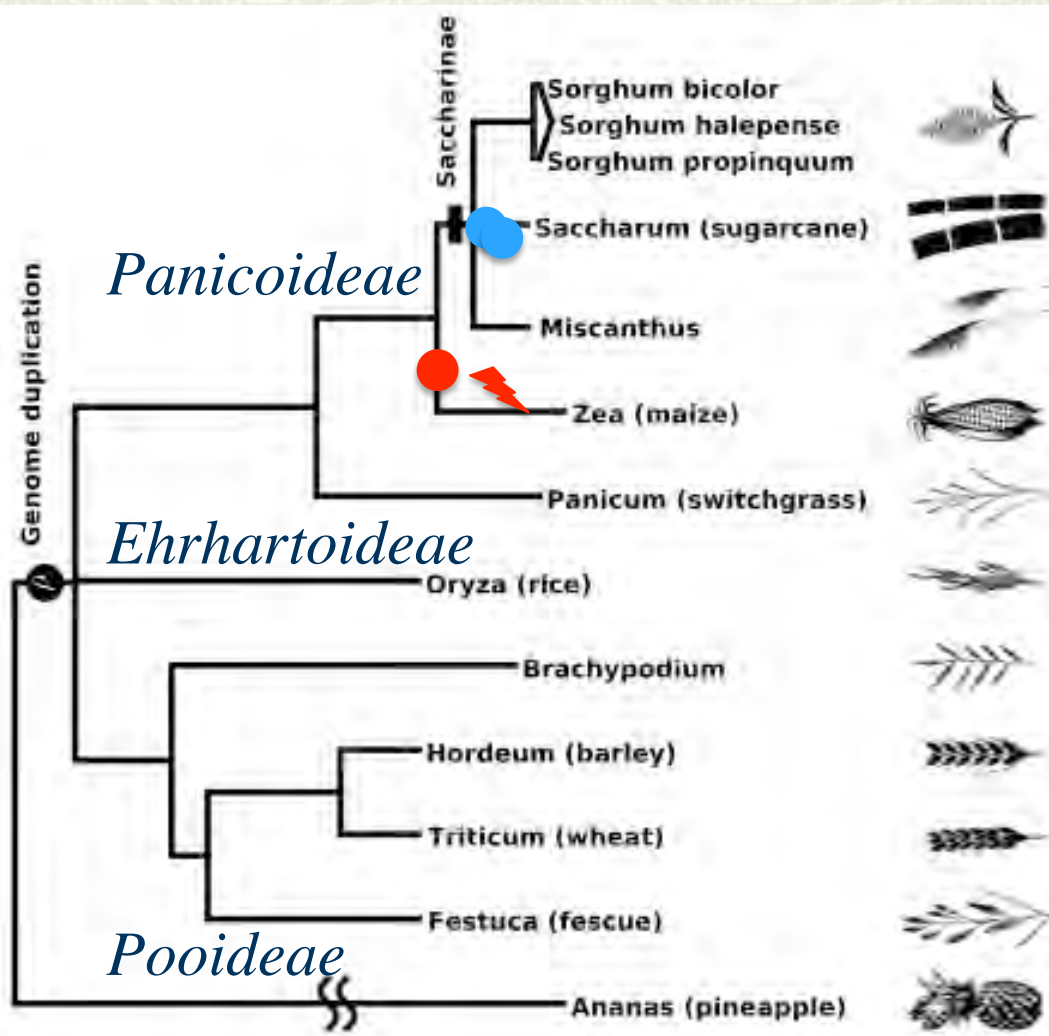 Saccharinae
Sorghum bicolor
Sorghum halepense
Sorghum propinquum
Saccharum (sugarcane)
Panicoideae
Genome duplication
Miscanthus
Zea (maize)
Panicum (switchgrass)
Ehrhartoideae
Oryza (rice)
Brachypodium
Hordeum (barley)
Triticum (wheat)
Festuca (fescue)
Pooideae
Ananas (pineapple)